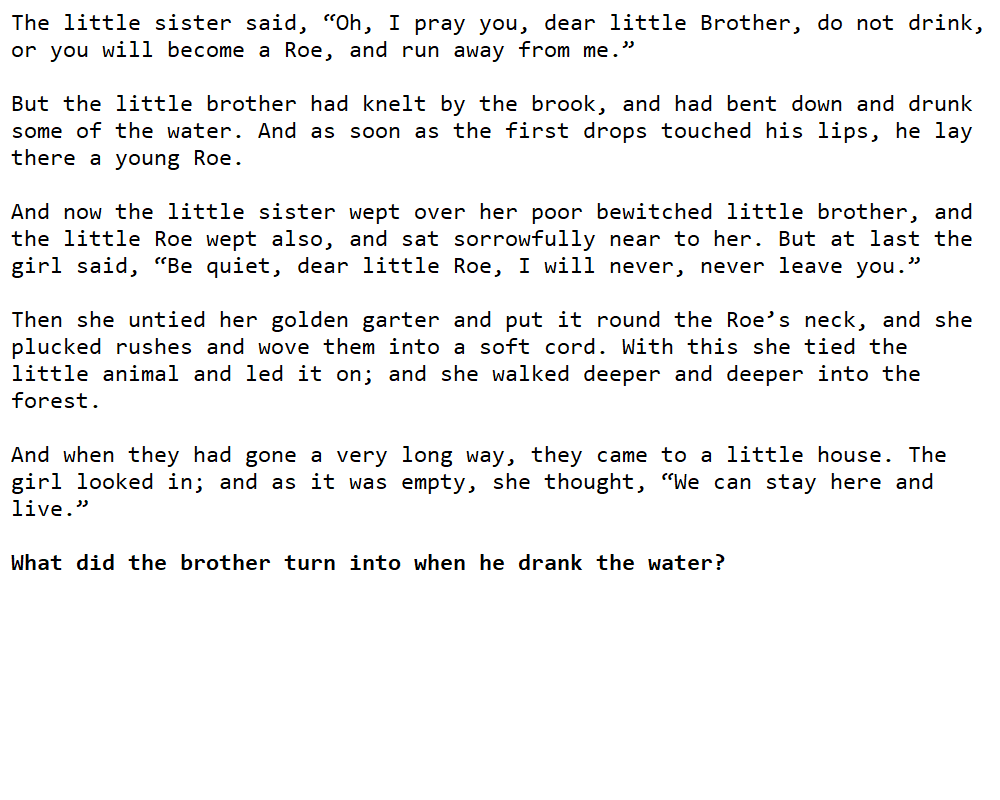 The little sister said, “Oh, I pray you, dear little Brother, do not drink,
or you will become a Roe, and run away from me.”
But the little brother had knelt by the brook, and had bent down and drunk
some of the water. And as soon as the first drops touched his lips, he lay
there a young Roe.
And now the little sister wept over her poor bewitched little brother, and
the little Roe wept also, and sat sorrowfully near to her. But at last the
girl said, “Be quiet, dear little Roe, I will never, never leave you.”
Then she untied her golden garter and put it round the Roe’s neck, and she
plucked rushes and wove them into a soft cord. With this she tied the
little animal and led it on; and she walked deeper and deeper into the
forest.
And when they had gone a very long way, they came to a little house. The
girl looked in; and as it was empty, she thought, “We can stay here and
live.”
What did the brother turn into when he drank the water?